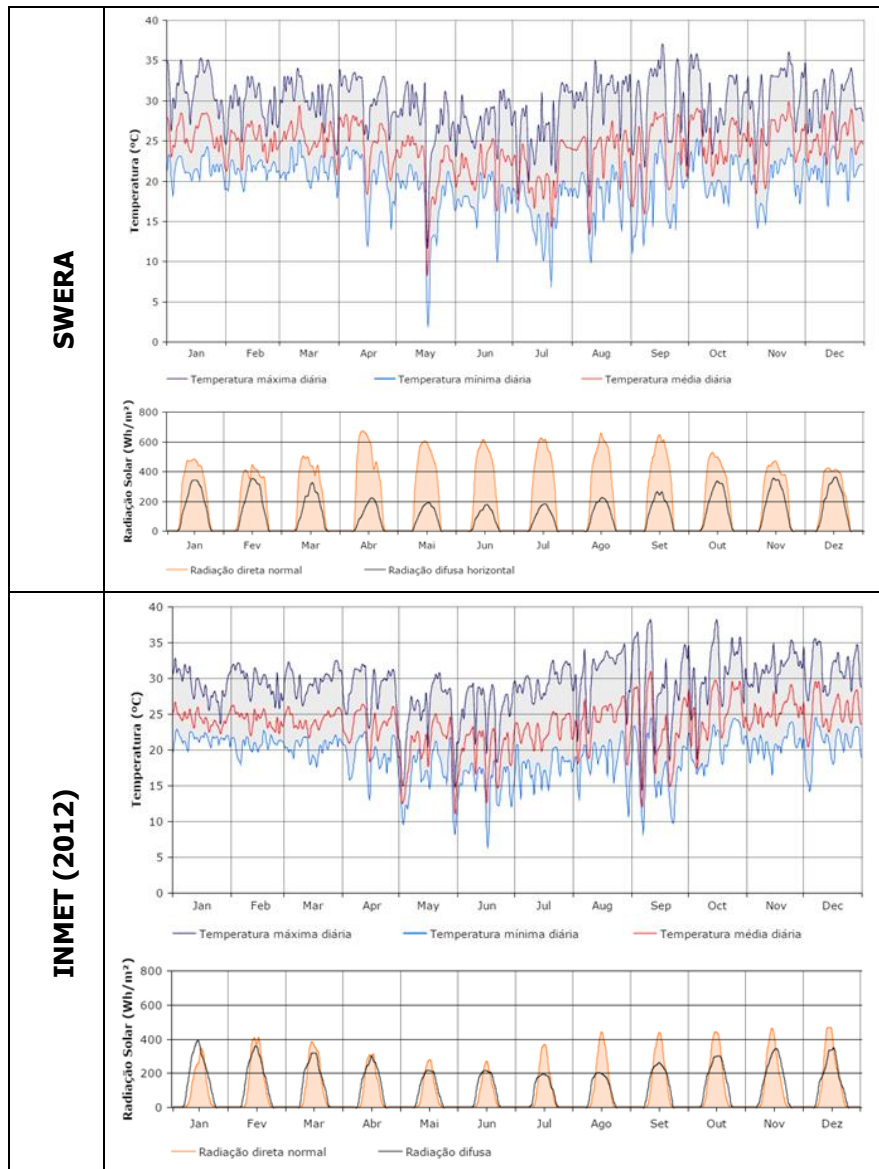 SWERA
Temperatura (ºC)
40
35
30
25
20
15
10
5
0
Jan Feb Mar Apr May Jun Jul Aug Sep Oct Nov Dec
Temperatura máxima diária Temperatura mínima diária Temperatura média diária
Radiação Solar (Wh/m²)
800
600
400
200
0
Jan Fev Mar Abr Mai Jun Jul Ago Set Out Nov Dez
Radiação direta normal Radiação difusa horizontal
INMET (2012)
Temperatura (ºC)
40
35
30
25
20
15
10
5
0
Jan Feb Mar Apr May Jun Jul Aug Sep Oct Nov Dec
Temperatura máxima diária Temperatura mínima diária Temperatura média diária
Radiação Solar (Wh/m²)
800
600
400
200
0
Jan Fev Mar Abr Mai Jun Jul Ago Set Out Nov Dez
Radiação direta normal Radiação difusa